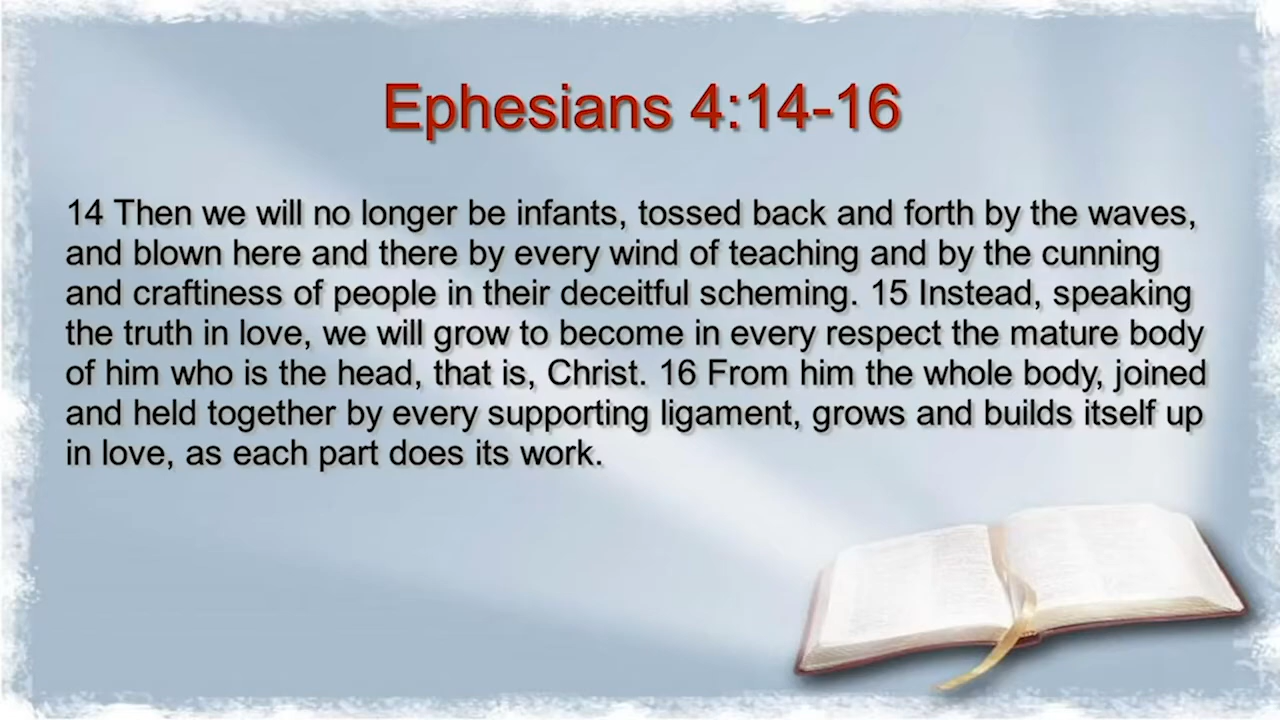 Ephesians 4:14-16
14 Then we will no longer be infants, tossed back and forth by the waves,
and blown here and there by every wind of teaching and by the cunning
and craftiness of people in their deceitful scheming. 15 Instead, speaking
the truth in love, we will grow to become in every respect the mature body
of him who is the head, that is, Christ. 16 From him the whole body, joined
and held together by every supporting ligament, grows and builds itself up
in love, as each part does its work.